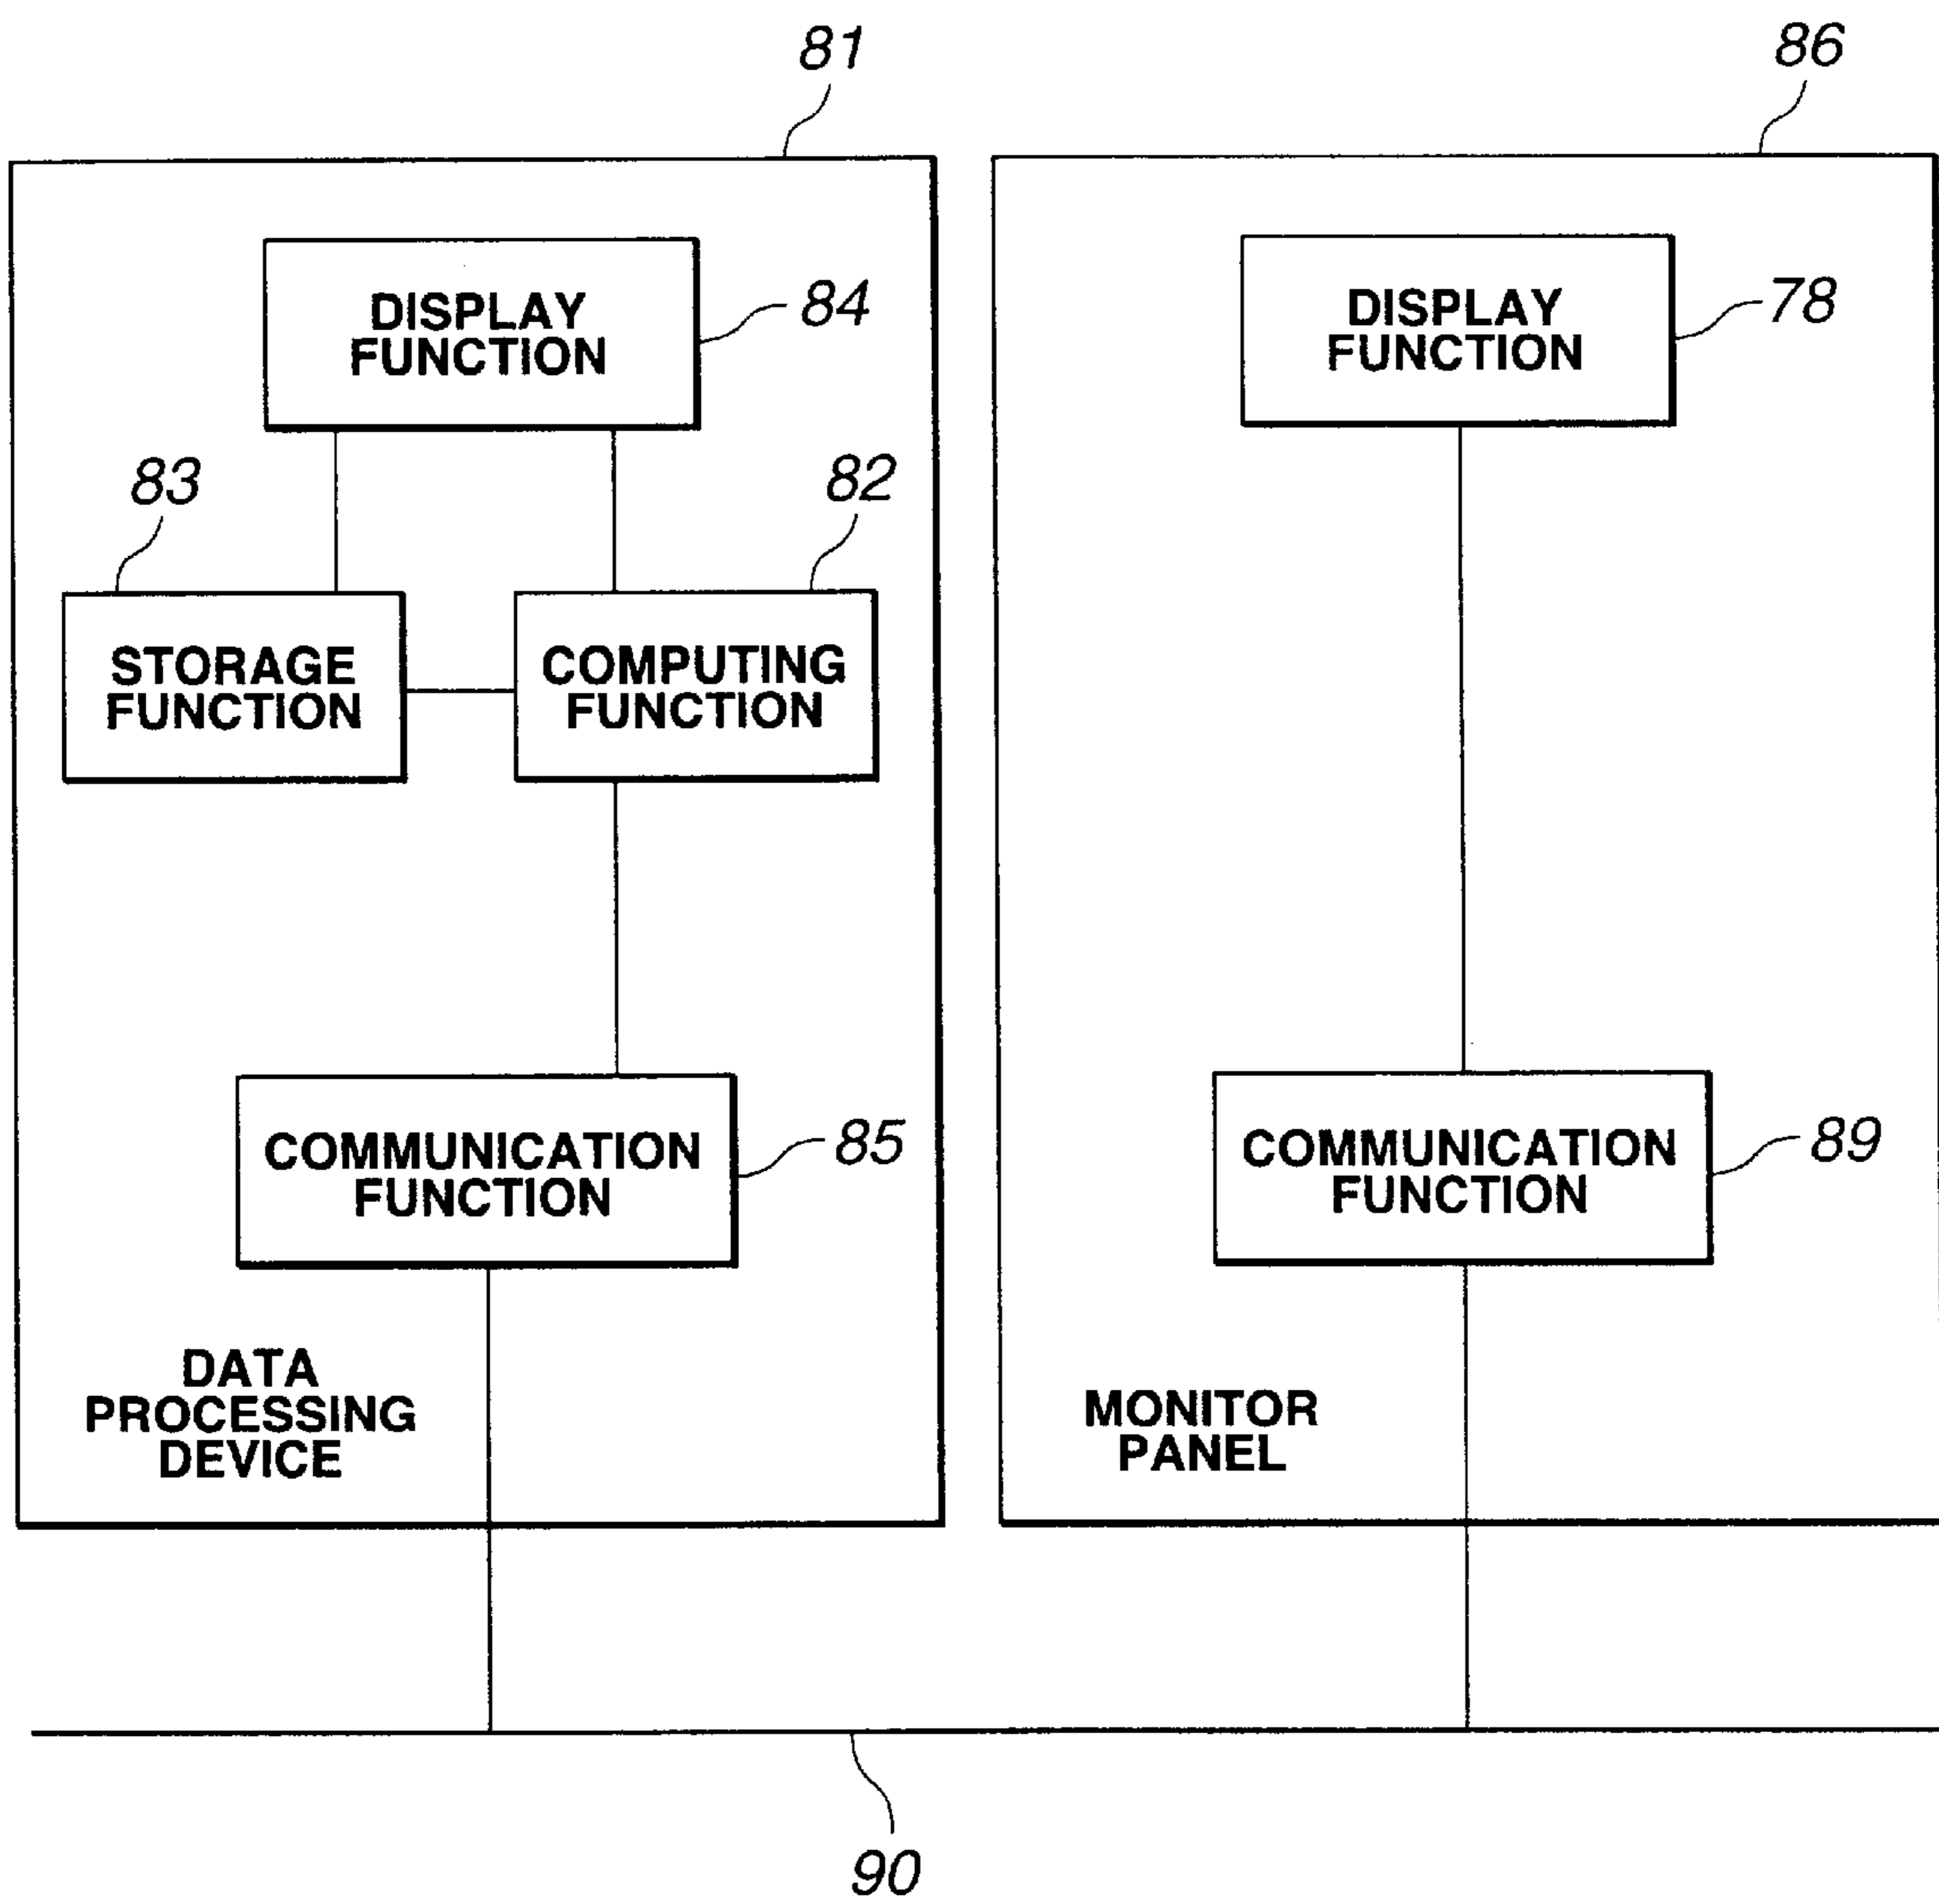 81
86
DISPLAY
FUNCTION
84
DISPLAY
FUNCTION
78
83
82
STORAGE
FUNCTION
COMPUTING
FUNCTION
COMMUNICATION
FUNCTION
85
COMMUNICATION
FUNCTION
89
DATA
PROCESSING
DEVICE
MONITOR
PANEL
90